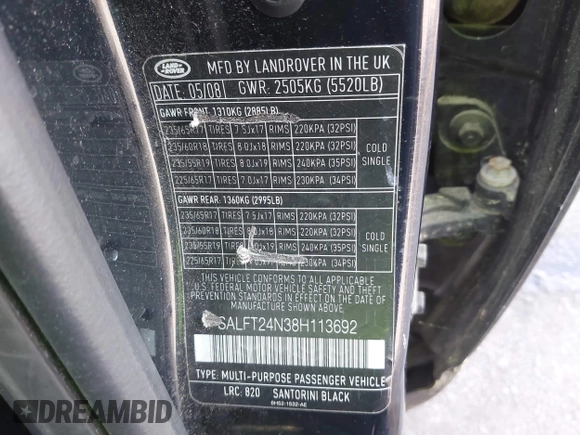 LAND-
ROVER
MFD BY LANDROVER IN THE UK
DATE: 05/08 GWR: 2505KG (5520LB)
GAWR FRONT: 1310KG (2885LB)
235/65R17 TIRES 7.5Jx17 RIMS 220KPA (32PSI)
235/60R18 TIRES 8.0Jx18 RIMS 220KPA (32PSI)
235/55R19 TIRES 8.0Jx19 RIMS 240KPA (35PSI)
225/65R17 TIRES 7.0Jx17 RIMS 230KPA (34PSI)
COLD
SINGLE
GAWR REAR: 1360KG (2995LB)
235/65R17 TIRES 7.5Jx17 RIMS 220KPA (32PSI)
235/60R18 TIRES RIMS 220KPA (32PSI)
235/55R19 TIRES RIMS 240KPA (35PSI)
225/65R17 RIMS 230KPA (34PSI)
COLD
SINGLE
THIS VEHICLE CONFORMS TO ALL APPLICABLE
U.S. FEDERAL MOTOR VEHICLE SAFETY AND
THEFT PREVENTION STANDARDS IN EFFECT
ON THE DATE OF MANUFACTURE SHOWN
ABOVE.
SALFT24N38H113692
TYPE: MULTI-PURPOSE PASSENGER VEHICLE
LRC: 820 SANTORINI BLACK
6H52-1532-AE
DREAMBID